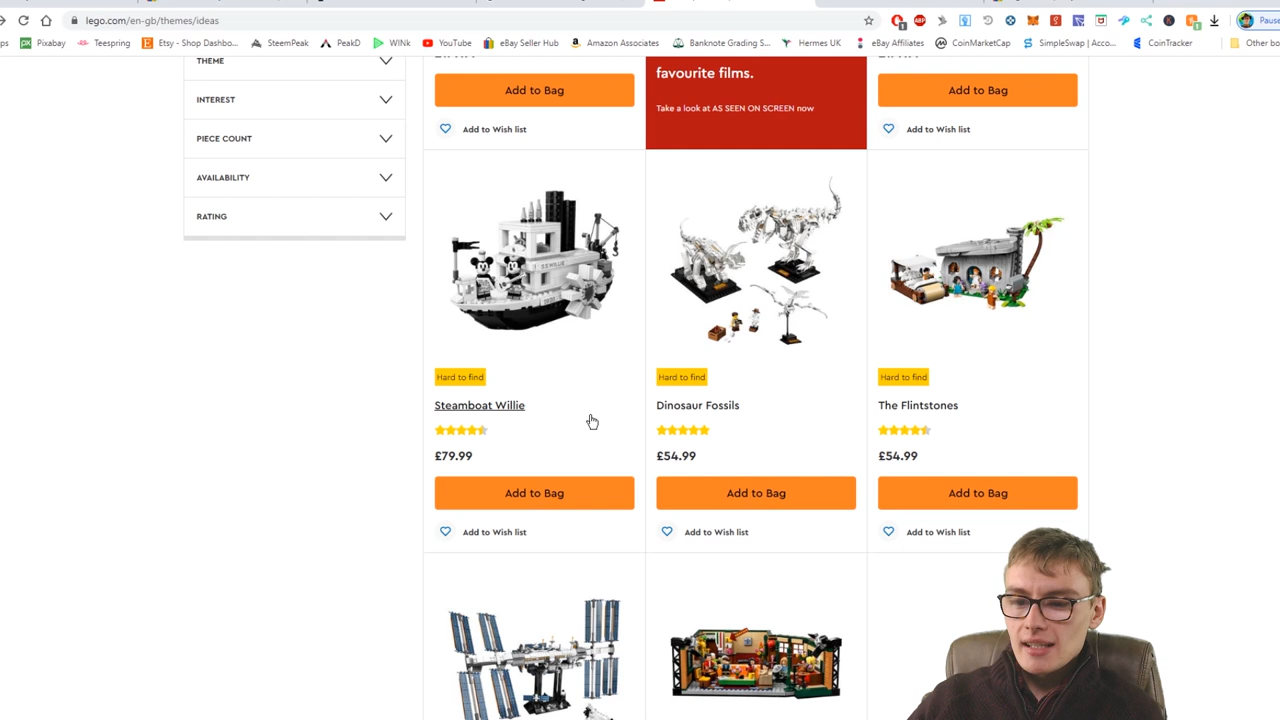 lego.com/en-gb/themes/ideas
Pause
ps
Pixabay
Teespring
Etsy - Shop Dashbo...
SteemPeak
PeakD
WINk
YouTube
eBay Seller Hub
Amazon Associates
Banknote Grading S...
Hermes UK
eBay Affiliates
CoinMarketCap
SimpleSwap | Acco...
CoinTracker
Other bo
THEME
INTEREST
PIECE COUNT
AVAILABILITY
RATING
Add to Bag
Add to Wish list
favourite films.
Take a look at AS SEEN ON SCREEN now
Add to Bag
Add to Wish list
Hard to find
Steamboat Willie
£79.99
Add to Bag
Add to Wish list
Hard to find
Dinosaur Fossils
£54.99
Add to Bag
Add to Wish list
Hard to find
The Flintstones
£54.99
Add to Bag
Add to Wish list